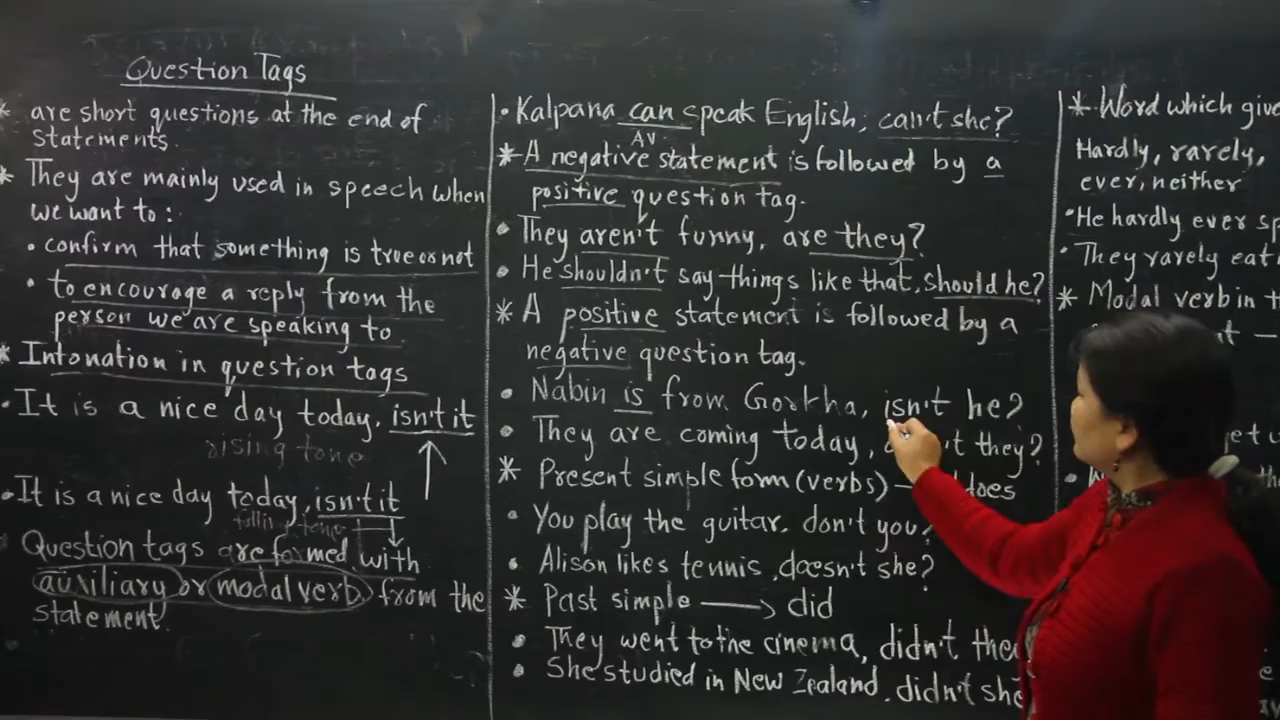 Question Tags
* are short questions at the end of
statements.
* They are mainly used in speech when
we want to:
• confirm that something is true or not
• to encourage a reply from the
person we are speaking to
* Intonation in question tags
• It is a nice day today, isn't it
rising tone
• It is a nice day today, isn't it
falling tone
Question tags are formed with
auxiliary or modal verb from the
statement.
• Kalpana can speak English, can't she?
AV
* A negative statement is followed by a
positive question tag.
• They aren't funny, are they?
• He shouldn't say things like that, should he?
* A positive statement is followed by a
negative question tag.
• Nabin is from Gorkha, isn't he?
• They are coming today, they?
* Present simple form (verbs) — does
• You play the guitar, don't you?
• Alison likes tennis, doesn't she?
* Past simple → did
• They went to the cinema, didn't
• She studied in New Zealand, didn't she
* Word which
Hardly, rarely,
ever, neither
• He hardly ever
• They rarely eat
* Modal verb in